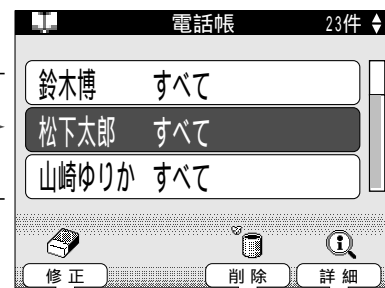 電話帳 23件
鈴木博 すべて
松下太郎 すべて
山崎ゆりか すべて
修正 削除 詳細